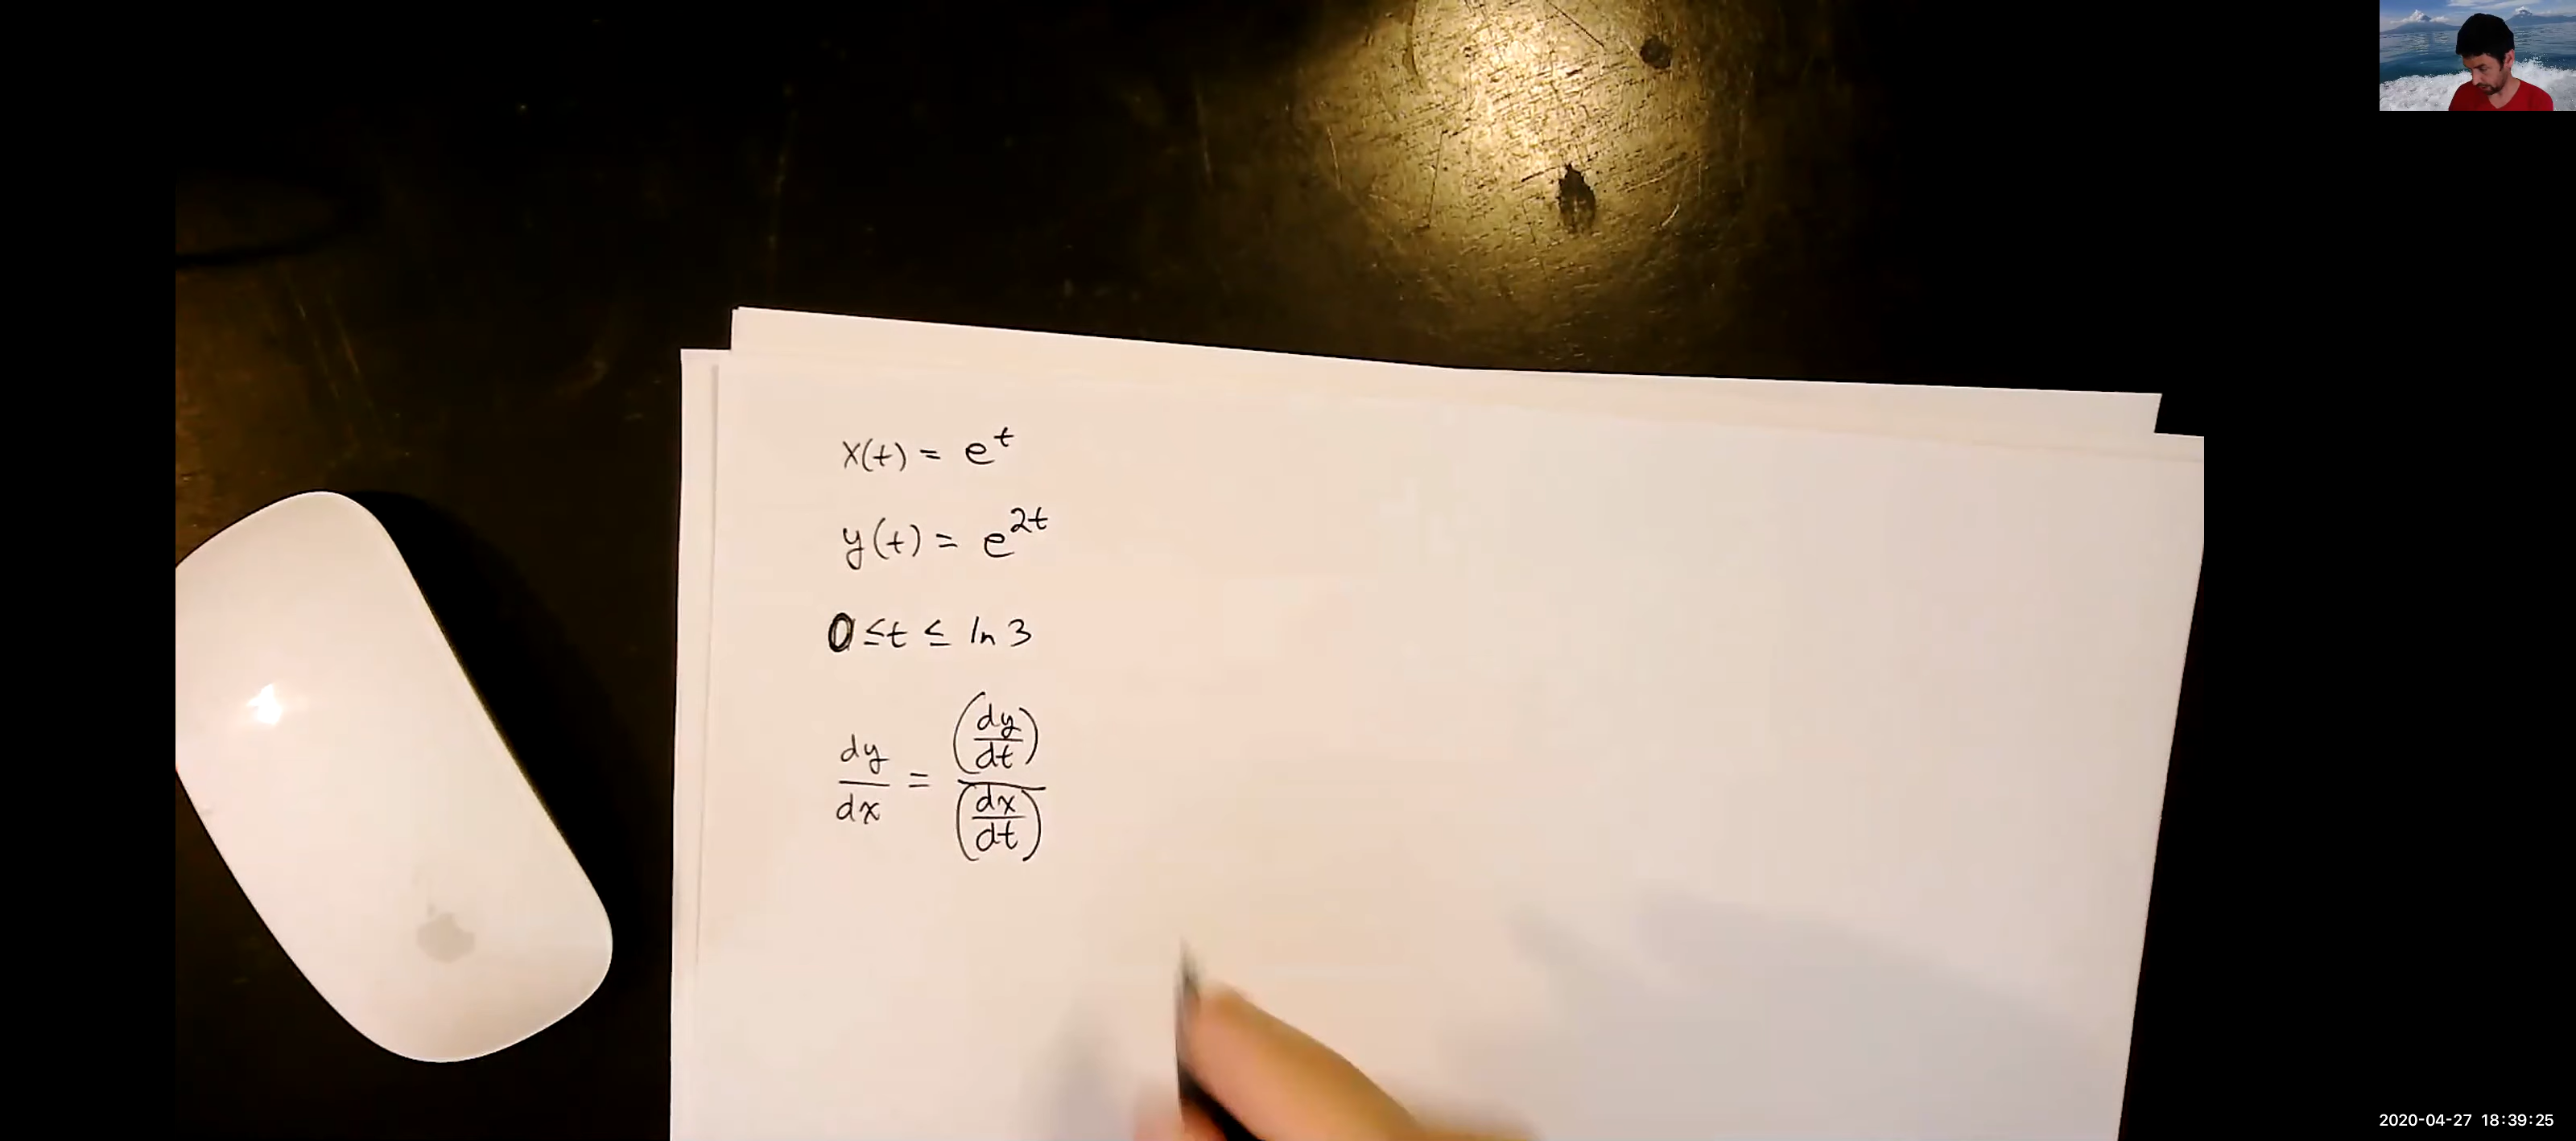 x(t) = e^t
y(t) = e^{2t}
0 ≤ t ≤ ln 3
dy/dx = (dy/dt)/(dx/dt)
2020-04-27 18:39:25